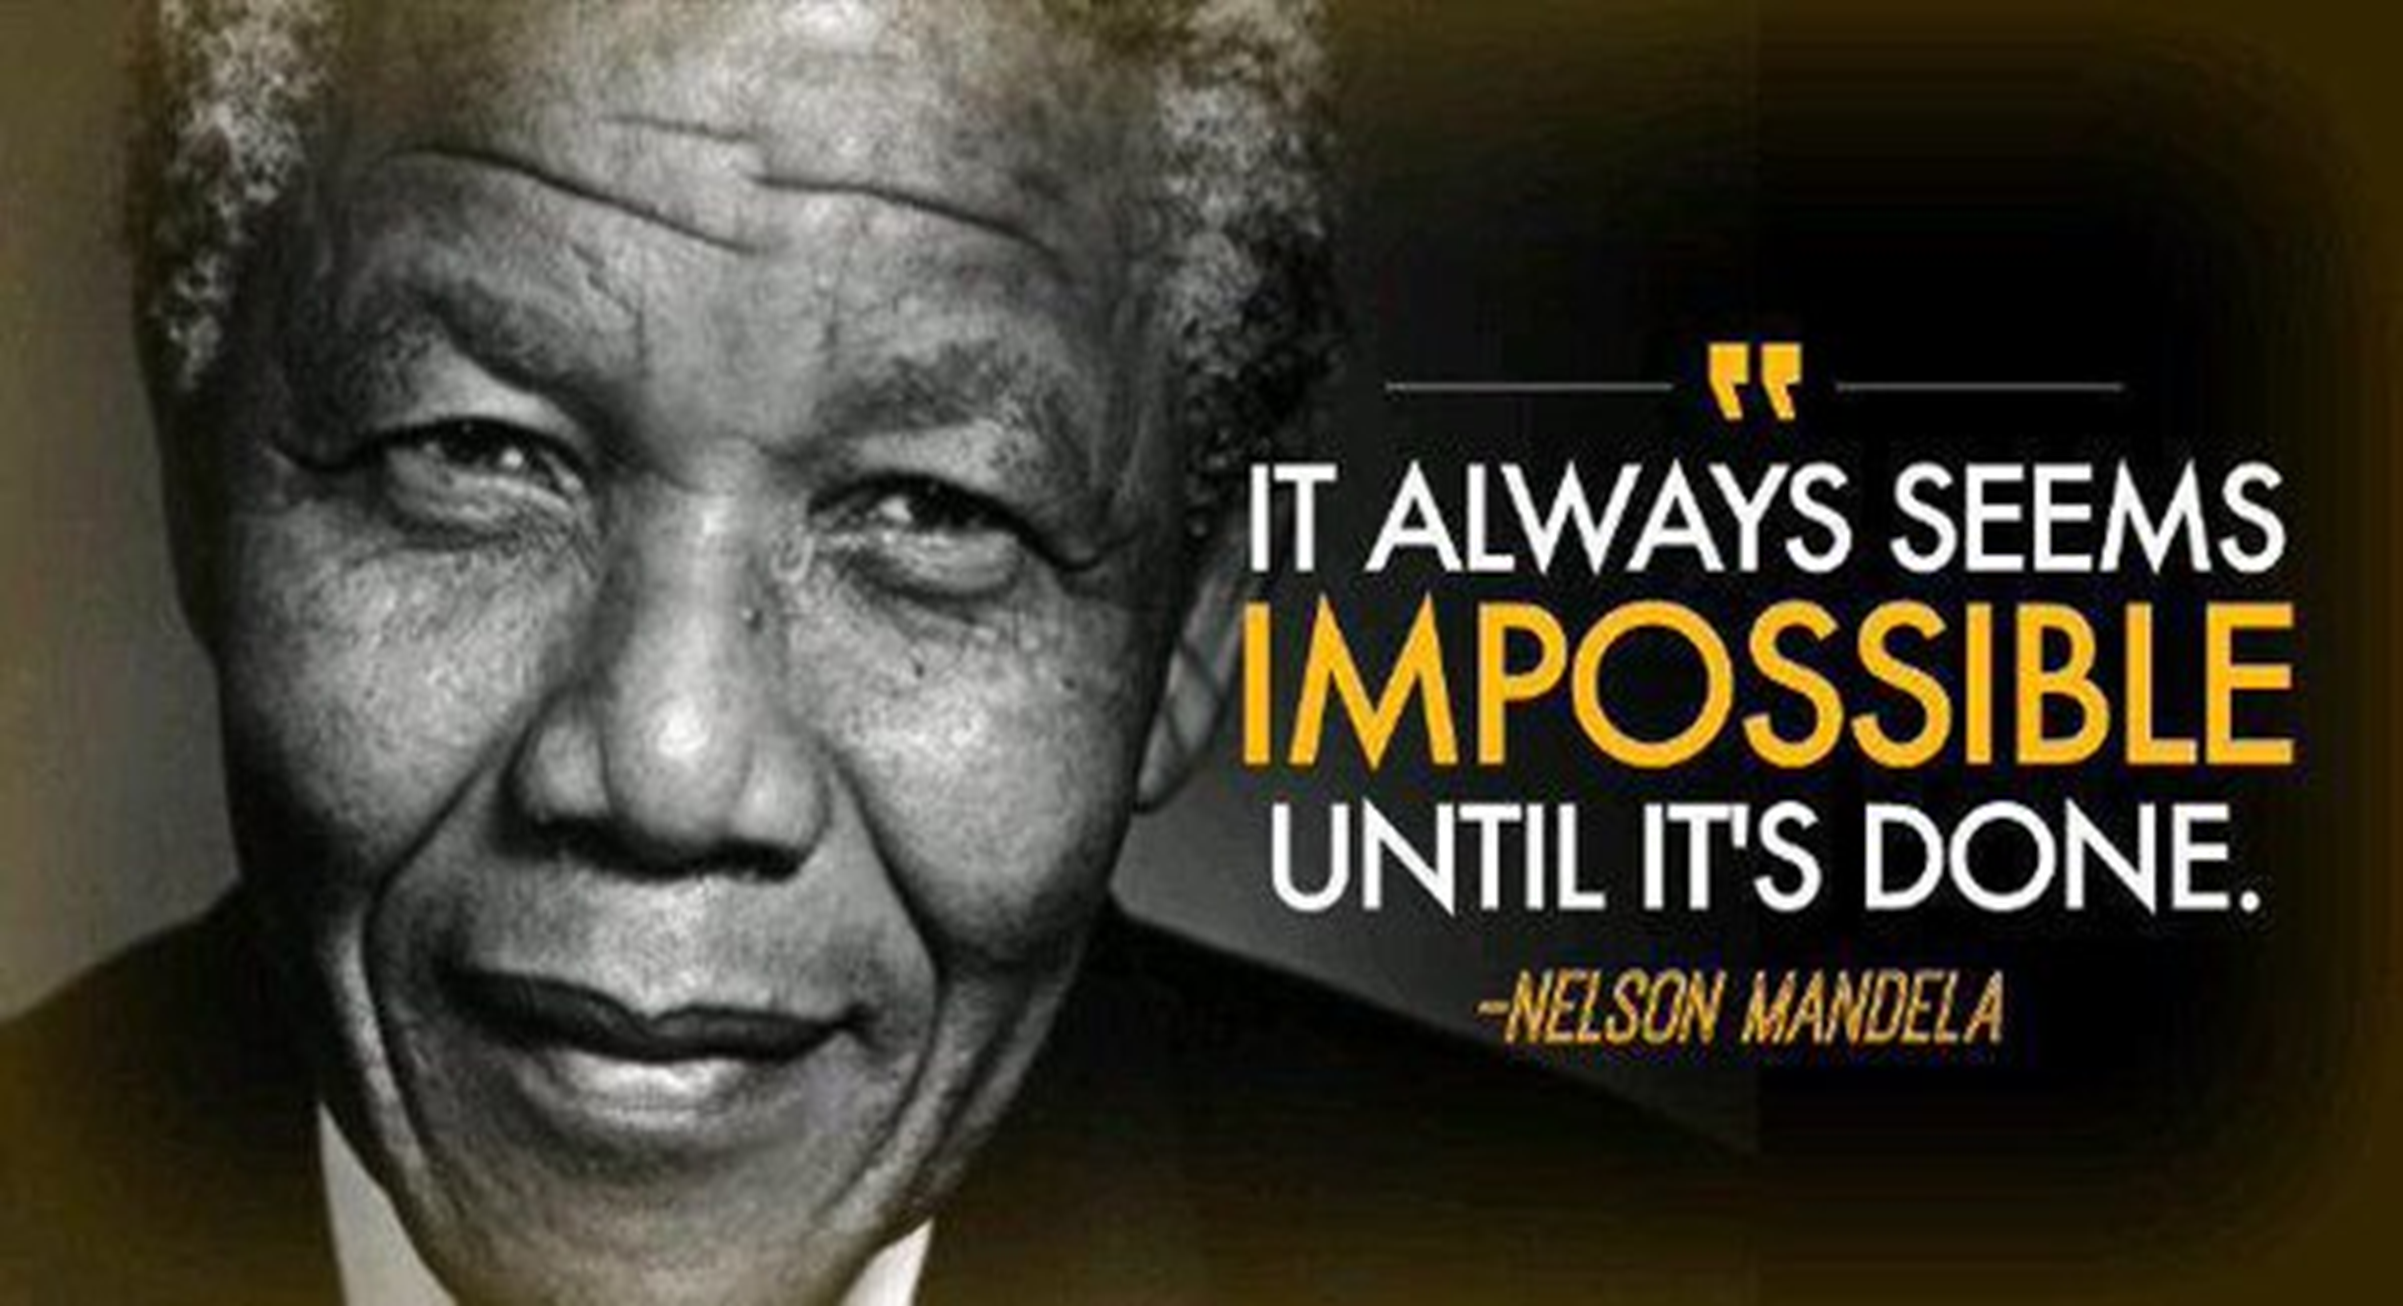 "
IT ALWAYS SEEMS
IMPOSSIBLE
UNTIL IT'S DONE.
-NELSON MANDELA